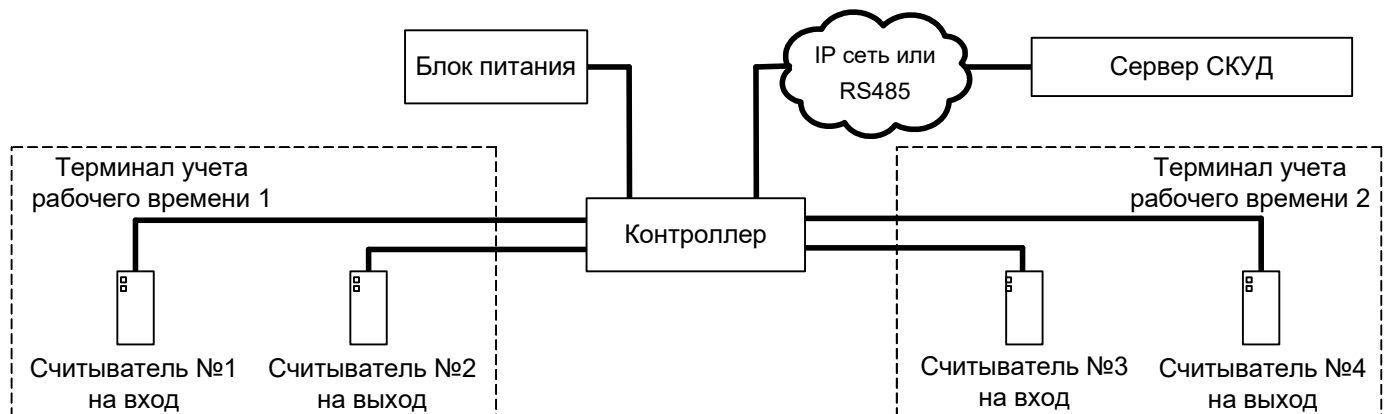 Блок питания
IP сеть или
RS485
Сервер СКУД
Терминал учета
рабочего времени 1
Терминал учета
рабочего времени 2
Контроллер
Считыватель №1
на вход
Считыватель №2
на выход
Считыватель №3
на вход
Считыватель №4
на выход